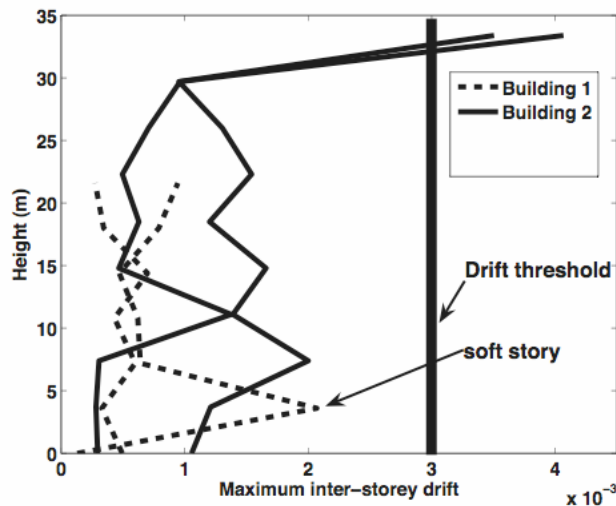 35
30
25
20
15
10
5
0
Height (m)
Building 1
Building 2
Drift threshold
soft story
0 1 2 3 4
Maximum inter-storey drift
x 10⁻³